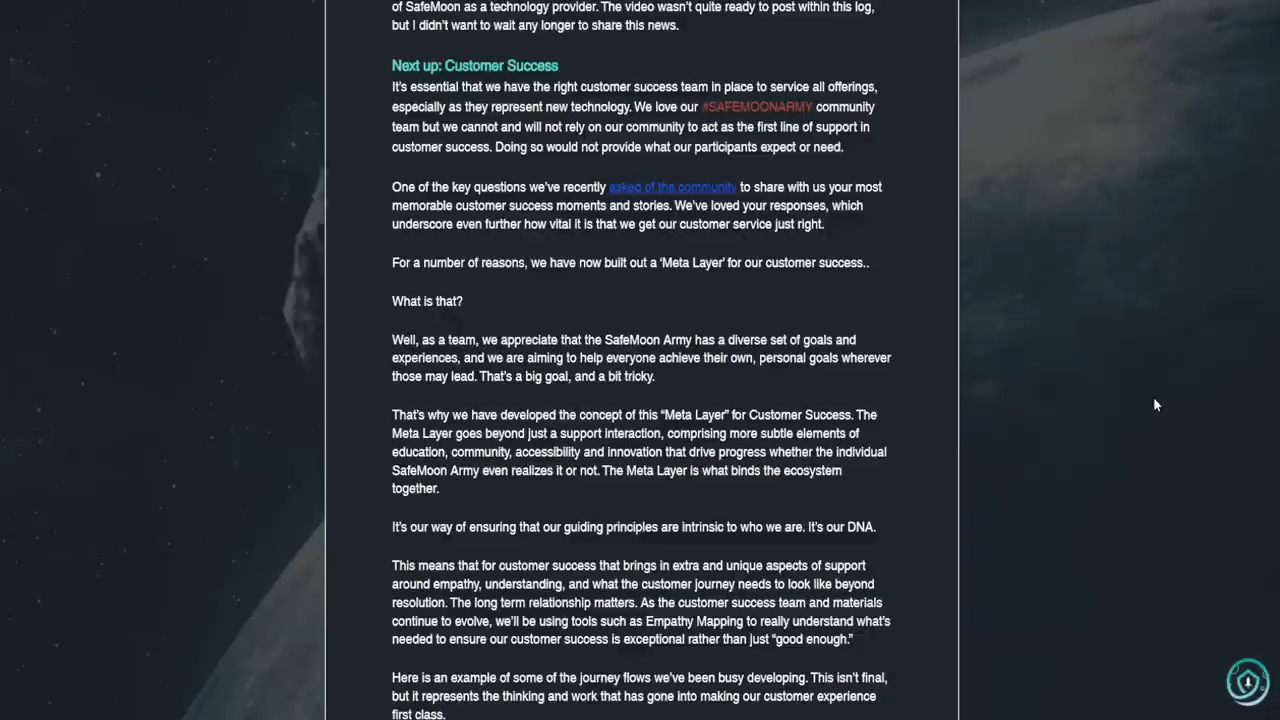 of SafeMoon as a technology provider. The video wasn't quite ready to post within this log,
but I didn't want to wait any longer to share this news.
Next up: Customer Success
It's essential that we have the right customer success team in place to service all offerings,
especially as they represent new technology. We love our #SAFEMOONARMY community
team but we cannot and will not rely on our community to act as the first line of support in
customer success. Doing so would not provide what our participants expect or need.
One of the key questions we've recently asked of the community to share with us your most
memorable customer success moments and stories. We've loved your responses, which
underscore even further how vital it is that we get our customer service just right.
For a number of reasons, we have now built out a 'Meta Layer' for our customer success..
What is that?
Well, as a team, we appreciate that the SafeMoon Army has a diverse set of goals and
experiences, and we are aiming to help everyone achieve their own, personal goals wherever
those may lead. That's a big goal, and a bit tricky.
That's why we have developed the concept of this “Meta Layer” for Customer Success. The
Meta Layer goes beyond just a support interaction, comprising more subtle elements of
education, community, accessibility and innovation that drive progress whether the individual
SafeMoon Army even realizes it or not. The Meta Layer is what binds the ecosystem
together.
It's our way of ensuring that our guiding principles are intrinsic to who we are. It's our DNA.
This means that for customer success that brings in extra and unique aspects of support
around empathy, understanding, and what the customer journey needs to look like beyond
resolution. The long term relationship matters. As the customer success team and materials
continue to evolve, we'll be using tools such as Empathy Mapping to really understand what's
needed to ensure our customer success is exceptional rather than just “good enough.”
Here is an example of some of the journey flows we've been busy developing. This isn't final,
but it represents the thinking and work that has gone into making our customer experience
first class.